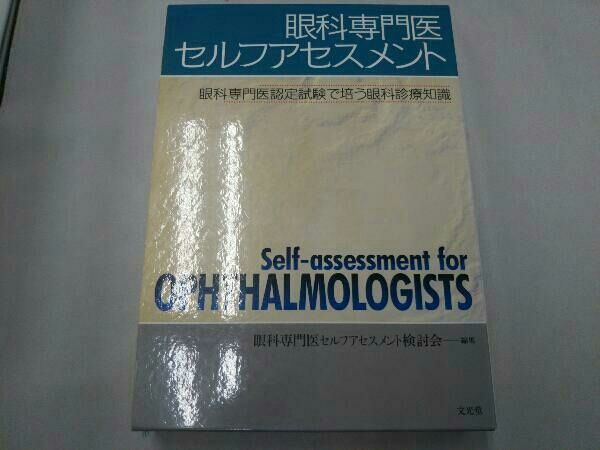 眼科専門医
セルフアセスメント
眼科専門医認定試験で培う眼科診療知識
Self-assessment for
OPHTHALMOLOGISTS
眼科専門医セルフアセスメント検討会——編集
文光堂